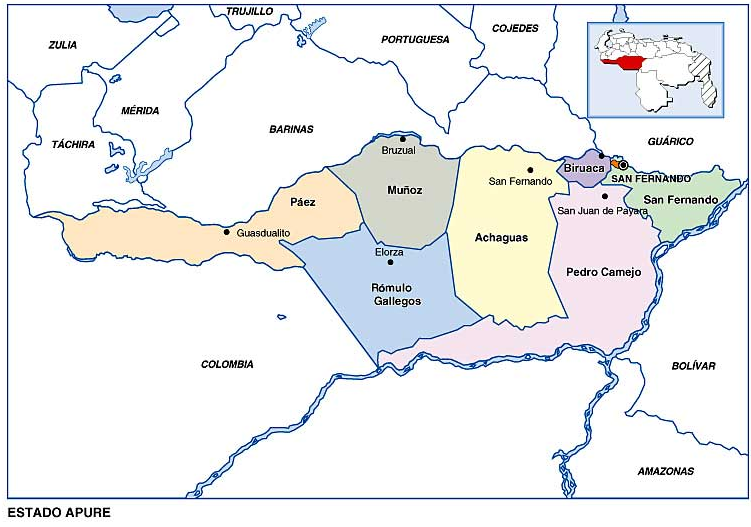 TRUJILLO
ZULIA
PORTUGUESA
COJEDES
MÉRIDA
BARINAS
GUÁRICO
TÁCHIRA
Bruzual
Biruaca
SAN FERNANDO
San Fernando
Muñoz
Páez
San Fernando
San Juan de Payara
Guasdualito
Achaguas
Elorza
Pedro Camejo
Rómulo
Gallegos
COLOMBIA
BOLÍVAR
AMAZONAS
ESTADO APURE